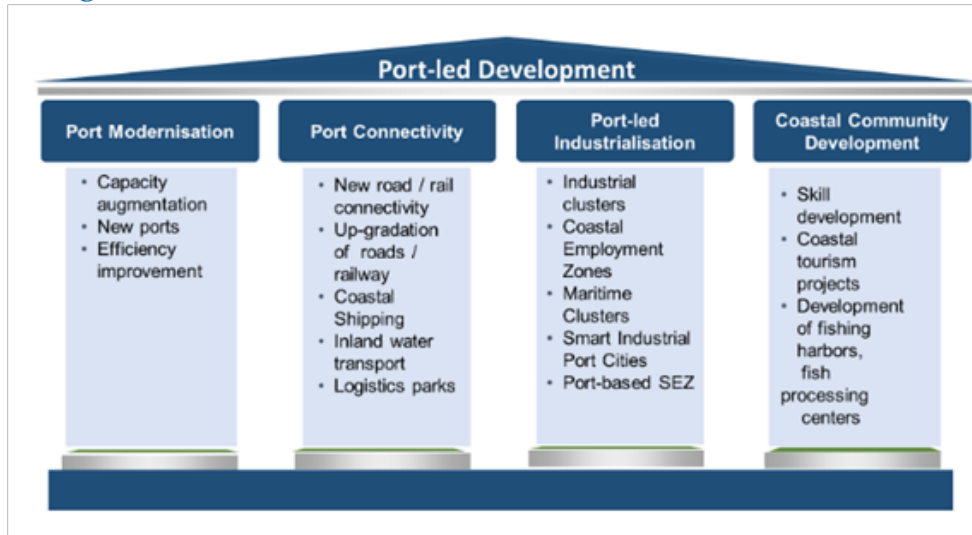 Port-led Development
Port Modernisation
• Capacity
augmentation
• New ports
• Efficiency
improvement
Port Connectivity
• New road / rail
connectivity
• Up-gradation
of roads /
railway
• Coastal
Shipping
• Inland water
transport
• Logistics parks
Port-led
Industrialisation
• Industrial
clusters
• Coastal
Employment
Zones
• Maritime
Clusters
• Smart Industrial
Port Cities
• Port-based SEZ
Coastal Community
Development
• Skill
development
• Coastal
tourism
projects
• Development
of fishing
harbors,
fish
processing
centers